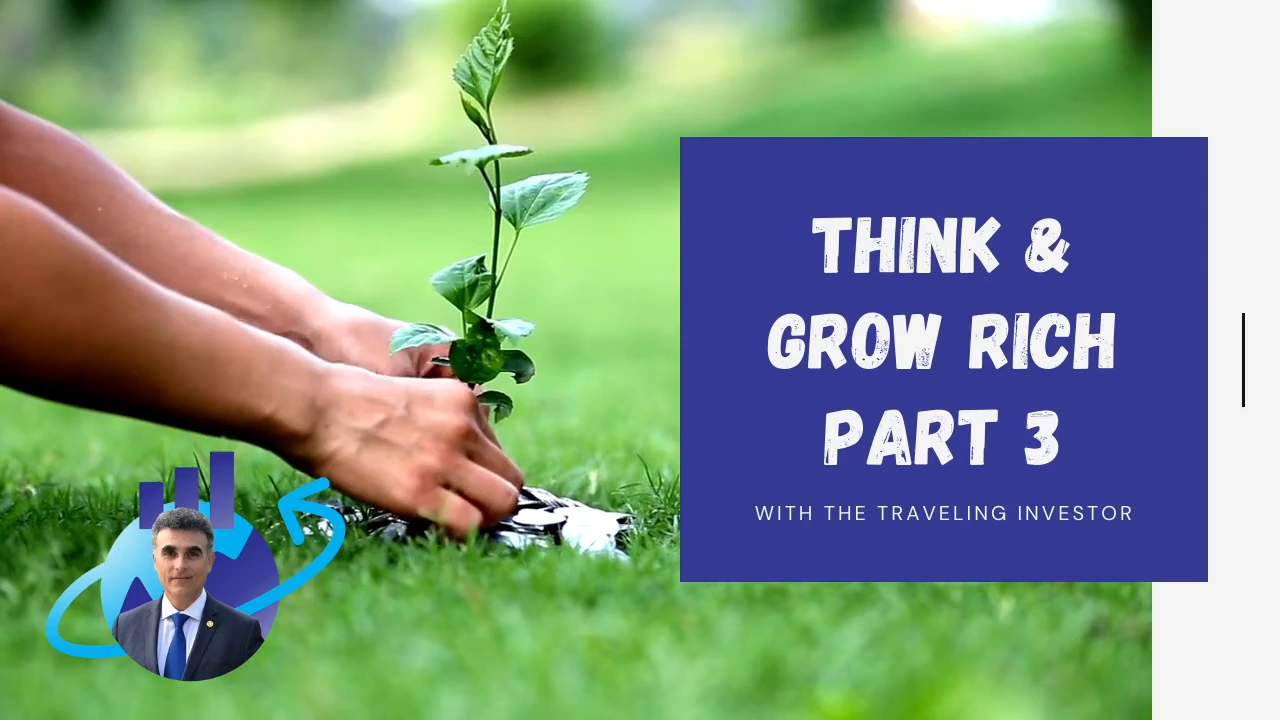 THINK &
GROW RICH
PART 3
WITH THE TRAVELING INVESTOR